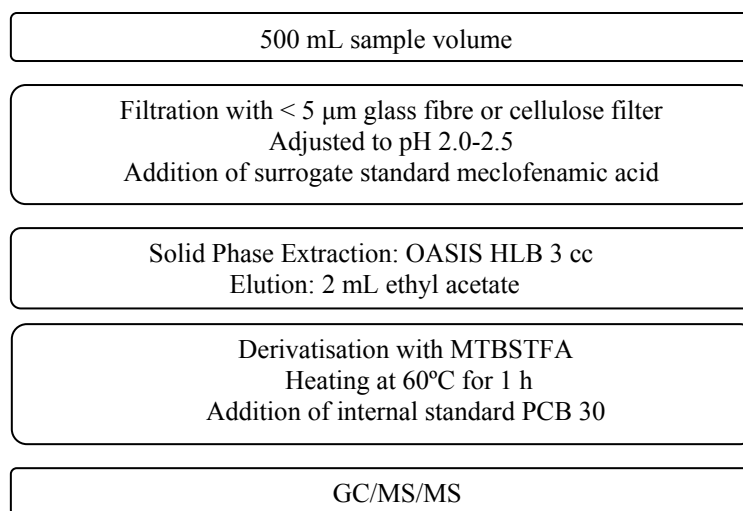 500 mL sample volume
Filtration with < 5 μm glass fibre or cellulose filter
Adjusted to pH 2.0-2.5
Addition of surrogate standard meclofenamic acid
Solid Phase Extraction: OASIS HLB 3 cc
Elution: 2 mL ethyl acetate
Derivatisation with MTBSTFA
Heating at 60ºC for 1 h
Addition of internal standard PCB 30
GC/MS/MS